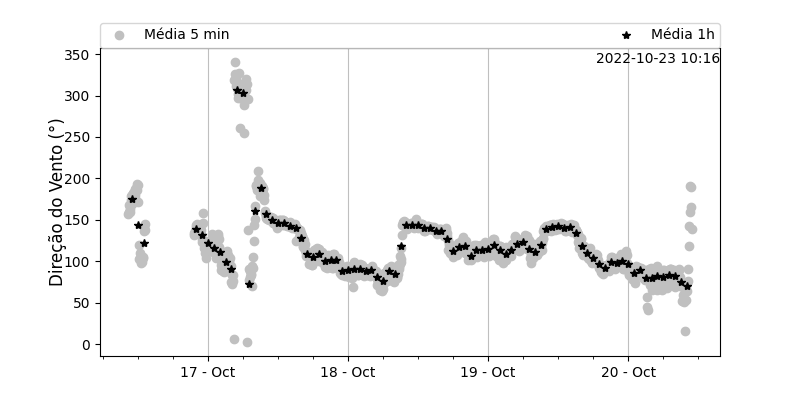 Média 5 min
Média 1h
2022-10-23 10:16
Direção do Vento (°)
350
300
250
200
150
100
50
0
17 - Oct
18 - Oct
19 - Oct
20 - Oct